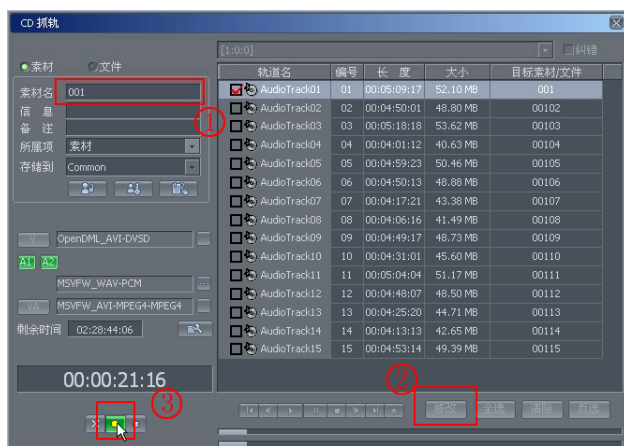 CD 抓轨
[1:0:0] 纠错
素材 文件
素材名 001
信 息
备 注
所属项 素材
存储到 Common
V OpenDML_AVI-DVSD
A1 A2
MSVFW_WAV-PCM
VA MSVFW_AVI-MPEG4-MPEG4
剩余时间 02:28:44:06
00:00:21:16
①
③
轨道名 编号 长 度 大小 目标素材/文件
AudioTrack01 01 00:05:09:17 52.10 MB 001
AudioTrack02 02 00:04:50:01 48.80 MB 00102
AudioTrack03 03 00:05:18:18 53.62 MB 00103
AudioTrack04 04 00:04:01:12 40.63 MB 00104
AudioTrack05 05 00:04:59:23 50.46 MB 00105
AudioTrack06 06 00:04:50:13 48.88 MB 00106
AudioTrack07 07 00:04:17:21 43.38 MB 00107
AudioTrack08 08 00:04:06:16 41.49 MB 00108
AudioTrack09 09 00:04:49:17 48.73 MB 00109
AudioTrack10 10 00:04:31:01 45.60 MB 00110
AudioTrack11 11 00:05:04:04 51.17 MB 00111
AudioTrack12 12 00:04:48:07 48.50 MB 00112
AudioTrack13 13 00:04:25:20 44.71 MB 00113
AudioTrack14 14 00:04:13:13 42.65 MB 00114
AudioTrack15 15 00:04:53:14 49.39 MB 00115
②
修改 全选 清除 反选